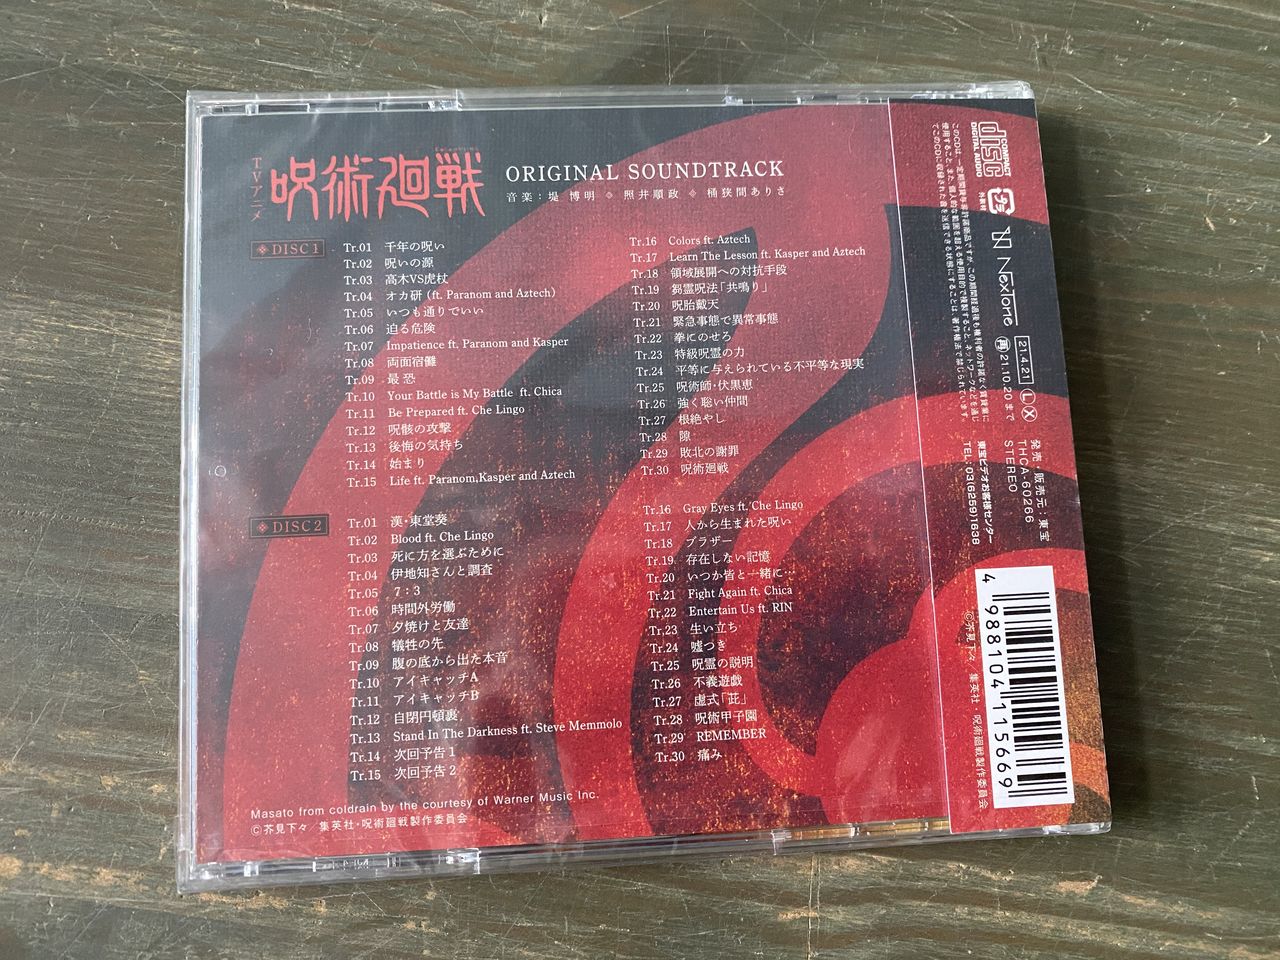 TVアニメ
呪術廻戦
ORIGINAL SOUNDTRACK
音楽：堤 博明 ◈ 照井順政 ◈ 桶狭間ありさ
DISC 1
Tr.01 千年の呪い
Tr.02 呪いの源
Tr.03 高木VS虎杖
Tr.04 オカ研 (ft. Paranom and Aztech)
Tr.05 いつも通りでいい
Tr.06 迫る危険
Tr.07 Impatience ft. Paranom and Kasper
Tr.08 両面宿儺
Tr.09 最 恐
Tr.10 Your Battle is My Battle ft. Chica
Tr.11 Be Prepared ft. Che Lingo
Tr.12 呪骸の攻撃
Tr.13 後悔の気持ち
Tr.14 始まり
Tr.15 Life ft. Paranom,Kasper and Aztech
Tr.16 Colors ft. Aztech
Tr.17 Learn The Lesson ft. Kasper and Aztech
Tr.18 領域展開への対抗手段
Tr.19 芻霊呪法「共鳴り」
Tr.20 呪胎戴天
Tr.21 緊急事態で異常事態
Tr.22 拳にのせろ
Tr.23 特級呪霊の力
Tr.24 平等に与えられている不平等な現実
Tr.25 呪術師・伏黒恵
Tr.26 強く聡い仲間
Tr.27 根絶やし
Tr.28 隙
Tr.29 敗北の謝罪
Tr.30 呪術廻戦
DISC 2
Tr.01 漢・東堂葵
Tr.02 Blood ft. Che Lingo
Tr.03 死に方を選ぶために
Tr.04 伊地知さんと調査
Tr.05 7：3
Tr.06 時間外労働
Tr.07 夕焼けと友達
Tr.08 犠牲の先
Tr.09 腹の底から出た本音
Tr.10 アイキャッチA
Tr.11 アイキャッチB
Tr.12 自閉円頓裹
Tr.13 Stand In The Darkness ft. Steve Memmolo
Tr.14 次回予告 1
Tr.15 次回予告 2
Tr.16 Gray Eyes ft. Che Lingo
Tr.17 人から生まれた呪い
Tr.18 ブラザー
Tr.19 存在しない記憶
Tr.20 いつか皆と一緒に…
Tr.21 Fight Again ft. Chica
Tr.22 Entertain Us ft. RIN
Tr.23 生い立ち
Tr.24 嘘つき
Tr.25 呪霊の説明
Tr.26 不義遊戯
Tr.27 虚式「茈」
Tr.28 呪術甲子園
Tr.29 REMEMBER
Tr.30 痛み
Masato from coldrain by the courtesy of Warner Music Inc.
©芥見下々／集英社・呪術廻戦製作委員会
COMPACT
disc
DIGITAL AUDIO
外装材
NexTone
21.4.21 L X
再 21.10.20 まで
発売・販売元：東宝
THCA-60266
STEREO
東宝ビデオお客様センター
TEL:03(6259)1638
4 988104 115669
©芥見下々／集英社・呪術廻戦製作委員会